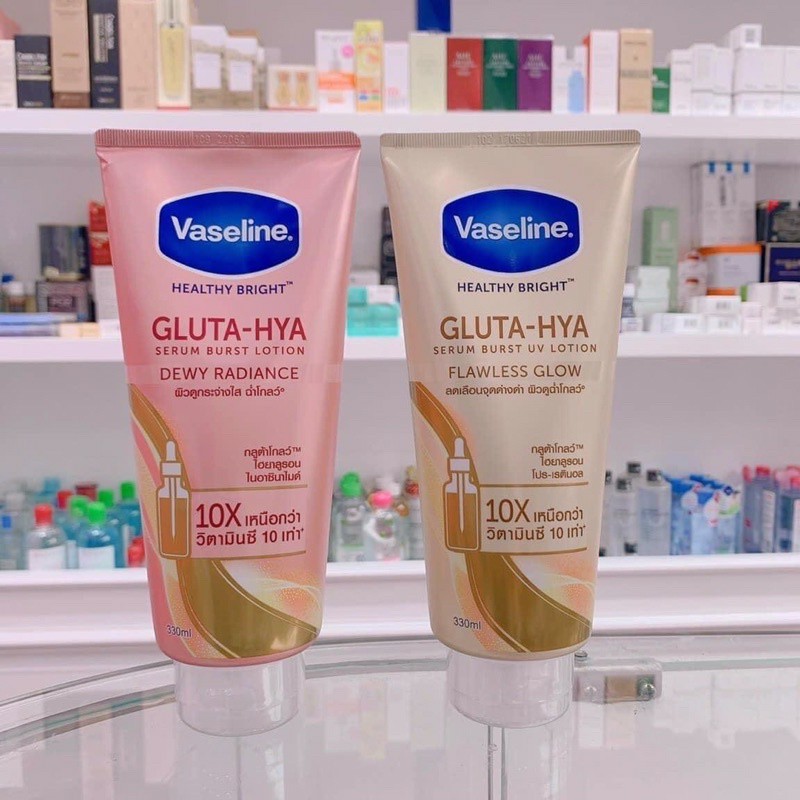 Vaseline.
HEALTHY BRIGHT™
GLUTA-HYA
SERUM BURST LOTION
DEWY RADIANCE
ผิวดูกระจ่างใส ฉ่ำโกลว์°
กลูต้าโกลว์™
ไฮยาลูรอน
ไนอาซินาไมด์
10X เหนือกว่า
วิตามินซี 10 เท่า*
330ml
Vaseline.
HEALTHY BRIGHT™
GLUTA-HYA
SERUM BURST UV LOTION
FLAWLESS GLOW
ลดเลือนจุดด่างดำ ผิวดูฉ่ำโกลว์°
กลูต้าโกลว์™
ไฮยาลูรอน
โปร-เรตินอล
10X เหนือกว่า
วิตามินซี 10 เท่า*
330ml